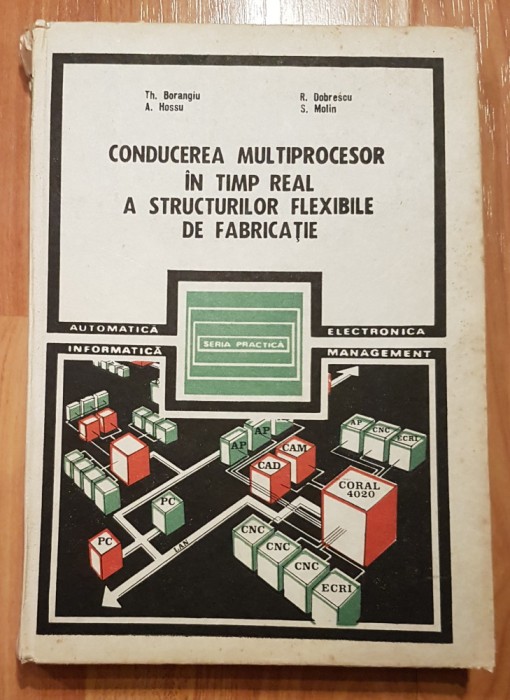 Th. Borangiu
A. Hossu
R. Dobrescu
S. Molin
CONDUCEREA MULTIPROCESOR
ÎN TIMP REAL
A STRUCTURILOR FLEXIBILE
DE FABRICAȚIE
AUTOMATICĂ
ELECTRONICA
INFORMATICĂ
MANAGEMENT
SERIA PRACTICĂ
AP
AP
CAM
CAD
AP
CNC
ECRI
CORAL
4020
PC
PC
LAN
CNC
CNC
CNC
ECRI